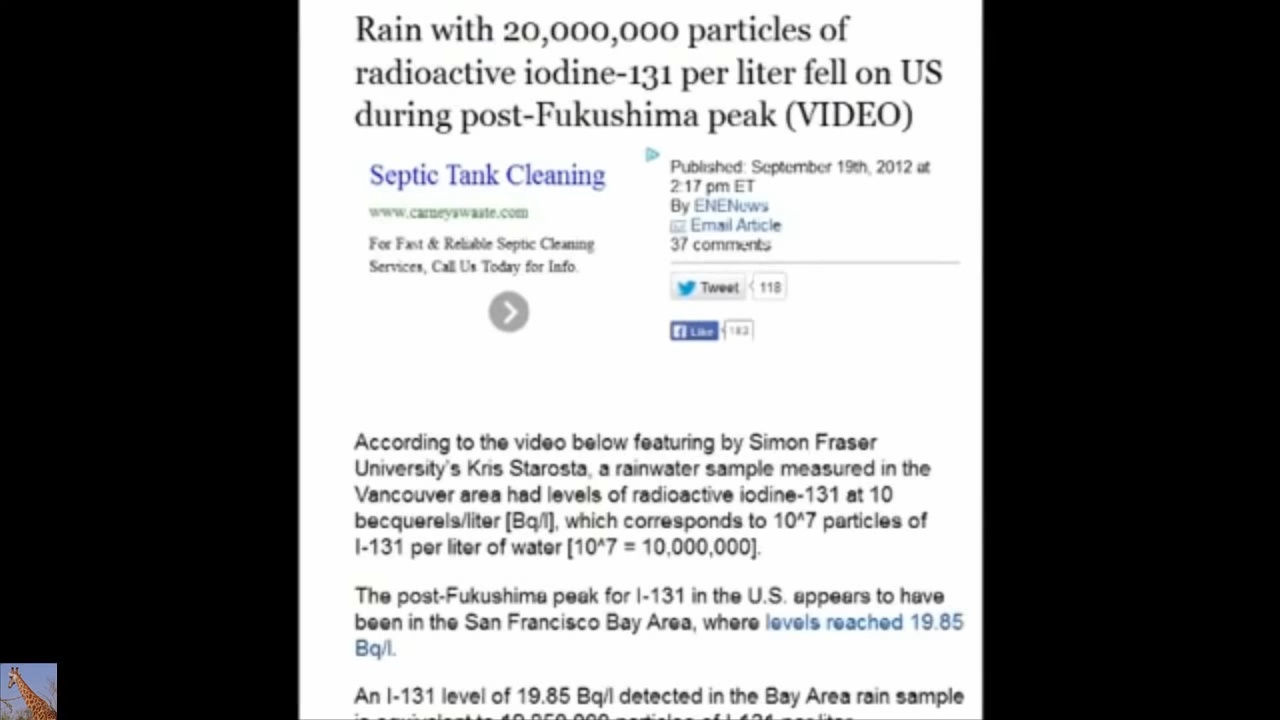 Rain with 20,000,000 particles of
radioactive iodine-131 per liter fell on US
during post-Fukushima peak (VIDEO)
Septic Tank Cleaning
www.carneyswaste.com
For Fast & Reliable Septic Cleaning
Services, Call Us Today for Info.
Published: September 19th, 2012 at
2:17 pm ET
By ENENews
Email Article
37 comments
Tweet 118
Like 182
According to the video below featuring by Simon Fraser
University's Kris Starosta, a rainwater sample measured in the
Vancouver area had levels of radioactive iodine-131 at 10
becquerels/liter [Bq/l], which corresponds to 10^7 particles of
I-131 per liter of water [10^7 = 10,000,000].
The post-Fukushima peak for I-131 in the U.S. appears to have
been in the San Francisco Bay Area, where levels reached 19.85
Bq/l.
An I-131 level of 19.85 Bq/l detected in the Bay Area rain sample